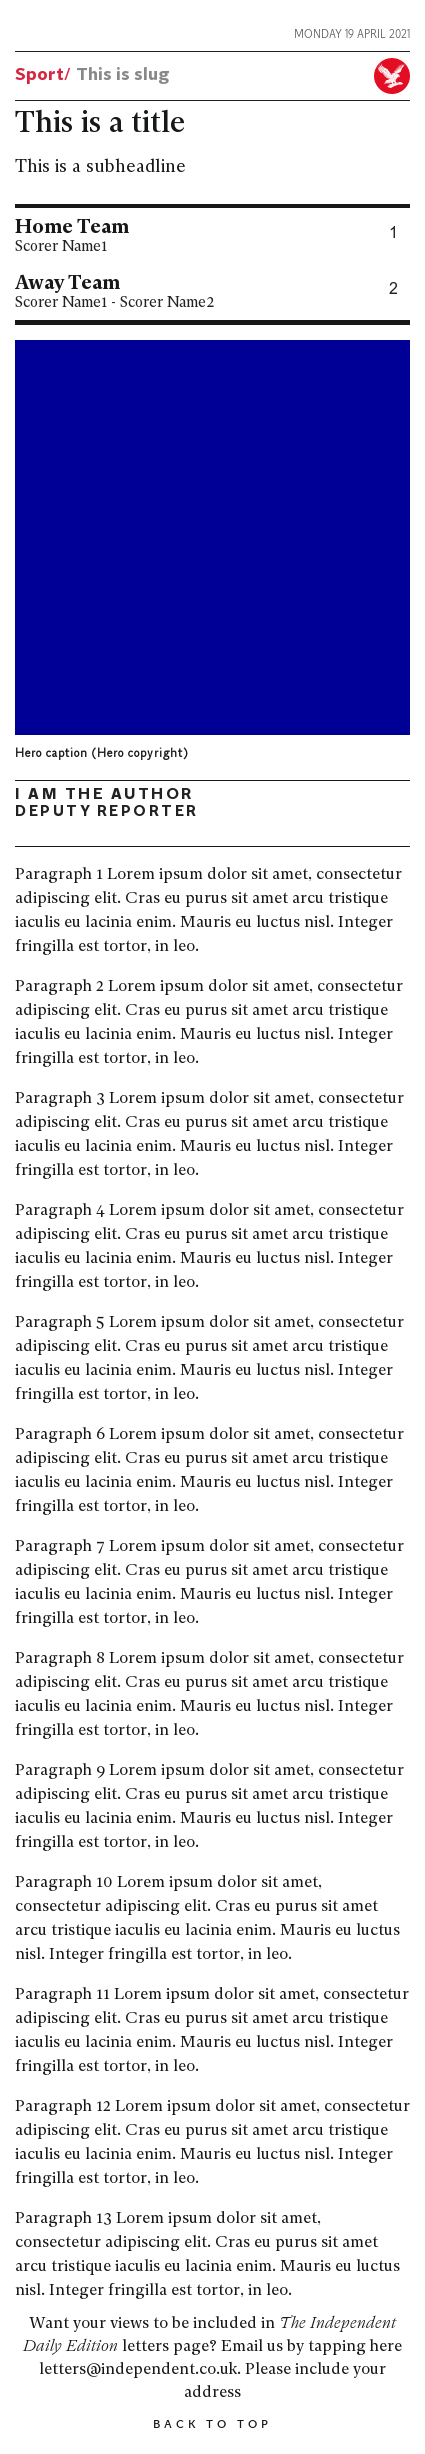 MONDAY 19 APRIL 2021
Sport/ This is slug
This is a title
This is a subheadline
Home Team
Scorer Name1
1
Away Team
Scorer Name1 - Scorer Name2
2
Hero caption (Hero copyright)
I AM THE AUTHOR
DEPUTY REPORTER
Paragraph 1 Lorem ipsum dolor sit amet, consectetur
adipiscing elit. Cras eu purus sit amet arcu tristique
iaculis eu lacinia enim. Mauris eu luctus nisl. Integer
fringilla est tortor, in leo.
Paragraph 2 Lorem ipsum dolor sit amet, consectetur
adipiscing elit. Cras eu purus sit amet arcu tristique
iaculis eu lacinia enim. Mauris eu luctus nisl. Integer
fringilla est tortor, in leo.
Paragraph 3 Lorem ipsum dolor sit amet, consectetur
adipiscing elit. Cras eu purus sit amet arcu tristique
iaculis eu lacinia enim. Mauris eu luctus nisl. Integer
fringilla est tortor, in leo.
Paragraph 4 Lorem ipsum dolor sit amet, consectetur
adipiscing elit. Cras eu purus sit amet arcu tristique
iaculis eu lacinia enim. Mauris eu luctus nisl. Integer
fringilla est tortor, in leo.
Paragraph 5 Lorem ipsum dolor sit amet, consectetur
adipiscing elit. Cras eu purus sit amet arcu tristique
iaculis eu lacinia enim. Mauris eu luctus nisl. Integer
fringilla est tortor, in leo.
Paragraph 6 Lorem ipsum dolor sit amet, consectetur
adipiscing elit. Cras eu purus sit amet arcu tristique
iaculis eu lacinia enim. Mauris eu luctus nisl. Integer
fringilla est tortor, in leo.
Paragraph 7 Lorem ipsum dolor sit amet, consectetur
adipiscing elit. Cras eu purus sit amet arcu tristique
iaculis eu lacinia enim. Mauris eu luctus nisl. Integer
fringilla est tortor, in leo.
Paragraph 8 Lorem ipsum dolor sit amet, consectetur
adipiscing elit. Cras eu purus sit amet arcu tristique
iaculis eu lacinia enim. Mauris eu luctus nisl. Integer
fringilla est tortor, in leo.
Paragraph 9 Lorem ipsum dolor sit amet, consectetur
adipiscing elit. Cras eu purus sit amet arcu tristique
iaculis eu lacinia enim. Mauris eu luctus nisl. Integer
fringilla est tortor, in leo.
Paragraph 10 Lorem ipsum dolor sit amet,
consectetur adipiscing elit. Cras eu purus sit amet
arcu tristique iaculis eu lacinia enim. Mauris eu luctus
nisl. Integer fringilla est tortor, in leo.
Paragraph 11 Lorem ipsum dolor sit amet, consectetur
adipiscing elit. Cras eu purus sit amet arcu tristique
iaculis eu lacinia enim. Mauris eu luctus nisl. Integer
fringilla est tortor, in leo.
Paragraph 12 Lorem ipsum dolor sit amet, consectetur
adipiscing elit. Cras eu purus sit amet arcu tristique
iaculis eu lacinia enim. Mauris eu luctus nisl. Integer
fringilla est tortor, in leo.
Paragraph 13 Lorem ipsum dolor sit amet,
consectetur adipiscing elit. Cras eu purus sit amet
arcu tristique iaculis eu lacinia enim. Mauris eu luctus
nisl. Integer fringilla est tortor, in leo.
Want your views to be included in The Independent
Daily Edition letters page? Email us by tapping here
letters@independent.co.uk. Please include your
address
BACK TO TOP